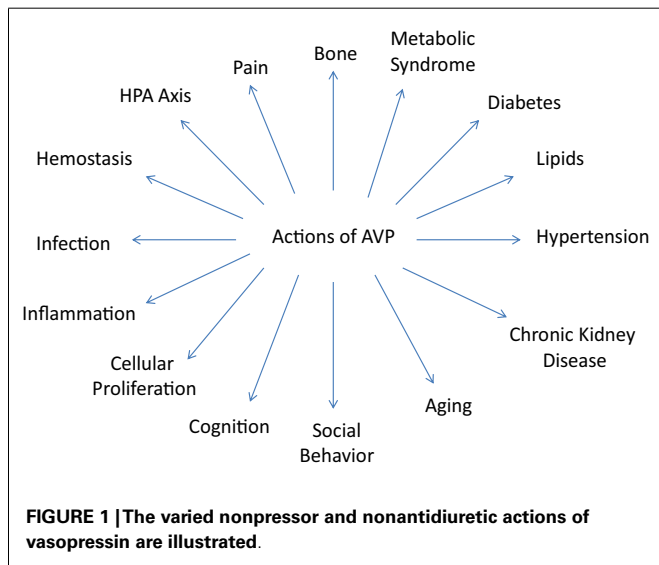 Bone
Metabolic
Syndrome
Pain
HPA Axis
Diabetes
Hemostasis
Lipids
Infection
Actions of AVP
Hypertension
Inflammation
Chronic Kidney
Disease
Cellular
Proliferation
Aging
Cognition
Social
Behavior
FIGURE 1 | The varied nonpressor and nonantidiuretic actions of
vasopressin are illustrated.